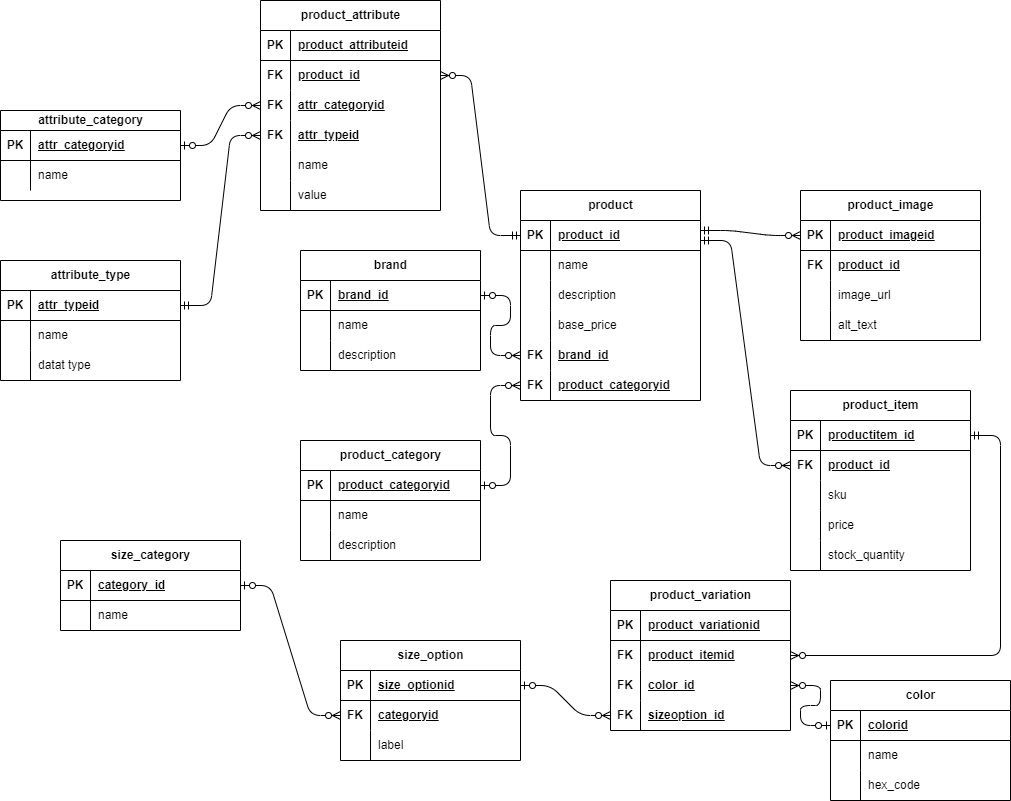 product_attribute
PK product_attributeid
FK product_id
FK attr_categoryid
FK attr_typeid
name
value
attribute_category
PK attr_categoryid
name
attribute_type
PK attr_typeid
name
datat type
brand
PK brand_id
name
description
product
PK product_id
name
description
base_price
FK brand_id
FK product_categoryid
product_image
PK product_imageid
FK product_id
image_url
alt_text
product_category
PK product_categoryid
name
description
product_item
PK productitem_id
FK product_id
sku
price
stock_quantity
size_category
PK category_id
name
size_option
PK size_optionid
FK categoryid
label
product_variation
PK product_variationid
FK product_itemid
FK color_id
FK sizeoption_id
color
PK colorid
name
hex_code